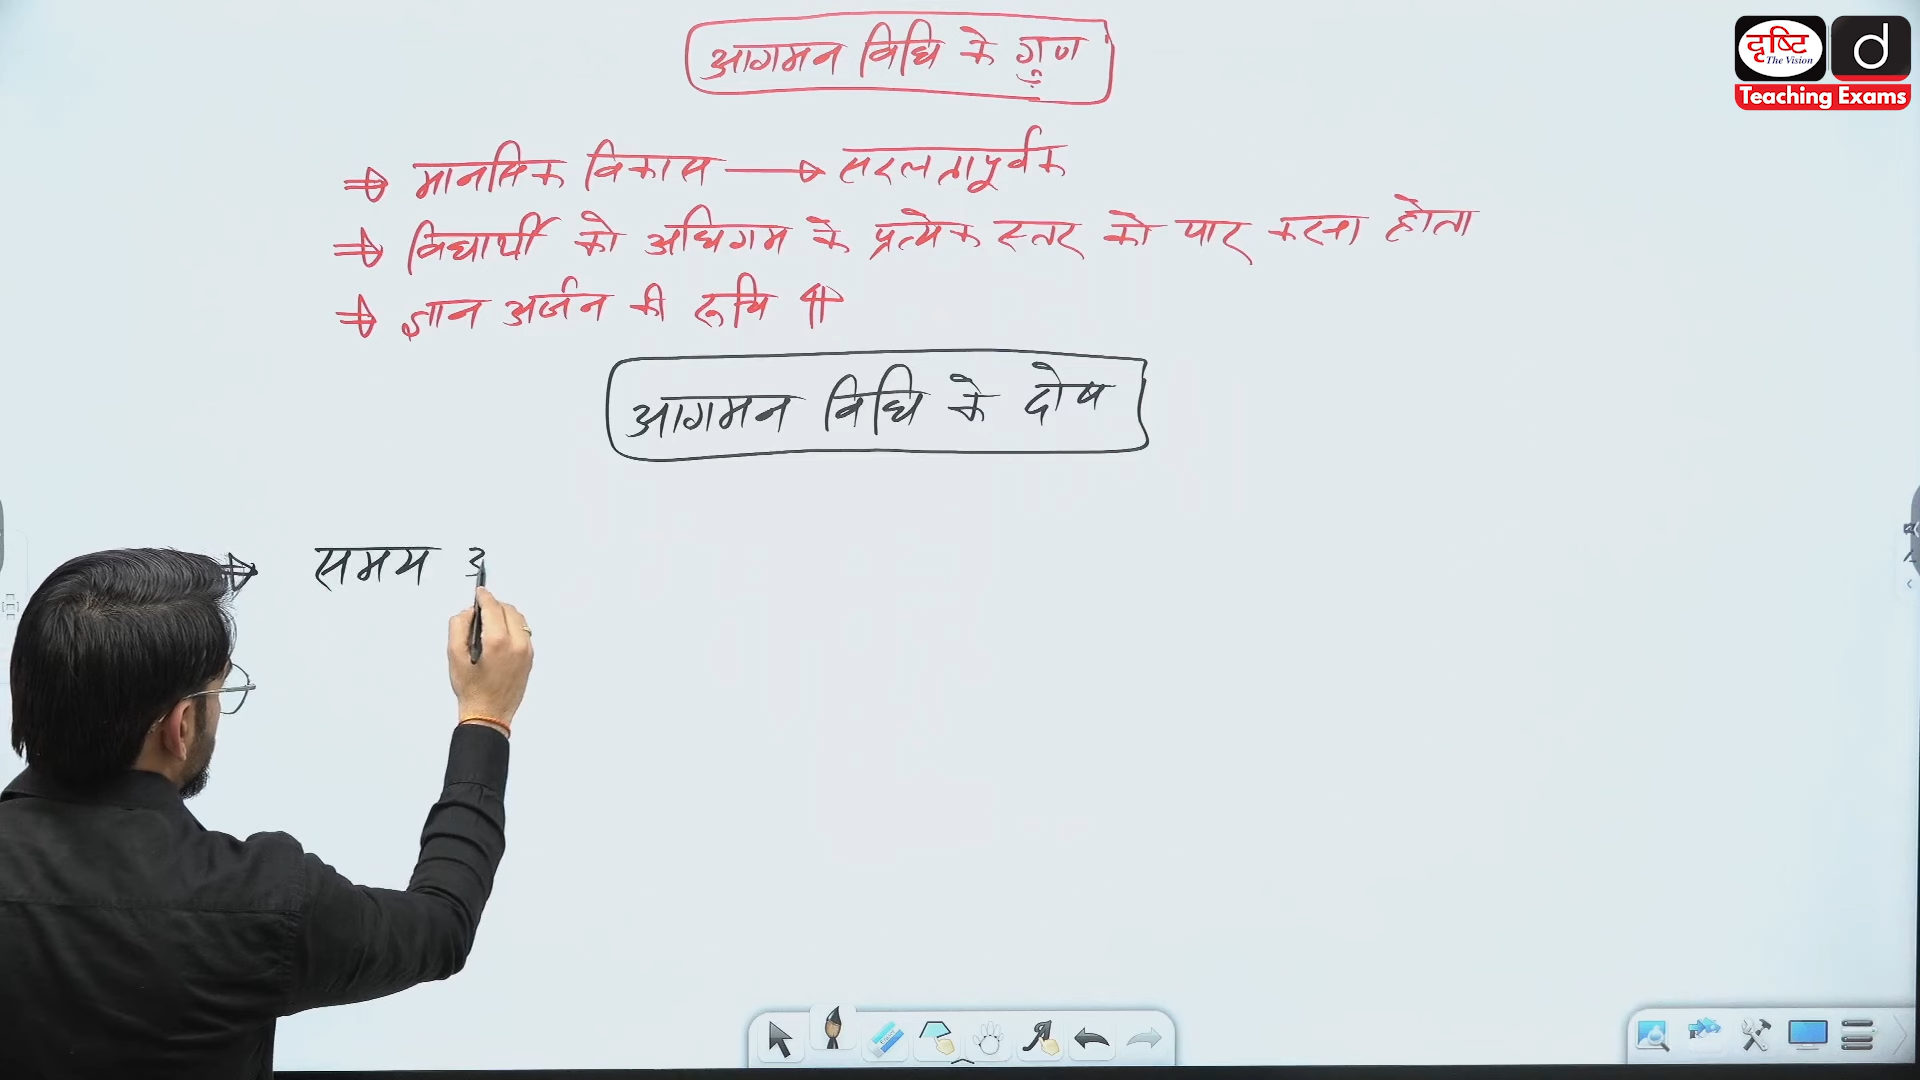 आगमन विधि के गुण
दृष्टि
The Vision
d
Teaching Exams
⇒ मानसिक विकास → सरलतापूर्वक
⇒ विद्यार्थी को अधिगम के प्रत्येक स्तर को पार करना होता
⇒ ज्ञान अर्जन की रूचि ⇑
आगमन विधि के दोष
⇒ समय